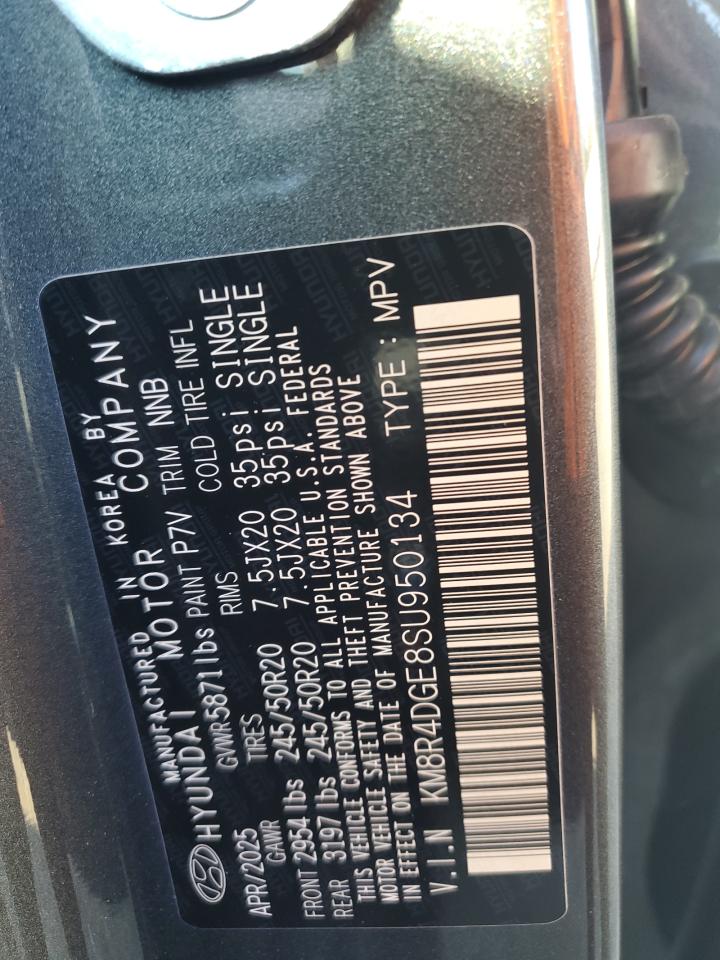 MANUFACTURED IN KOREA BY
HYUNDAI MOTOR COMPANY
GVWR 5871 lbs PAINT P7V TRIM NNB
APR/2025 TIRES RIMS COLD TIRE INFL
GAWR
FRONT 2954 lbs 245/50R20 7.5JX20 35psi SINGLE
REAR 3197 lbs 245/50R20 7.5JX20 35psi SINGLE
THIS VEHICLE CONFORMS TO ALL APPLICABLE U.S.A. FEDERAL
MOTOR VEHICLE SAFETY AND THEFT PREVENTION STANDARDS
IN EFFECT ON THE DATE OF MANUFACTURE SHOWN ABOVE
V.I.N KM8R4DGE8SU950134 TYPE : MPV